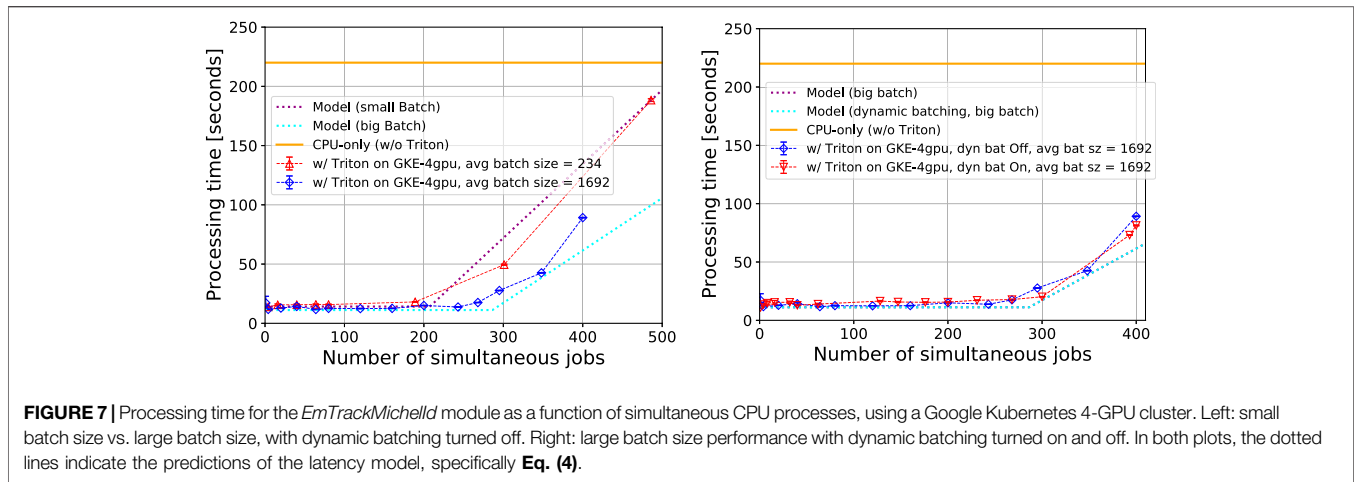 250
200
150
100
50
0
Processing time [seconds]
Model (small Batch)
Model (big Batch)
CPU-only (w/o Triton)
w/ Triton on GKE-4gpu, avg batch size = 234
w/ Triton on GKE-4gpu, avg batch size = 1692
0 100 200 300 400 500
Number of simultaneous jobs
250
200
150
100
50
0
Processing time [seconds]
Model (big batch)
Model (dynamic batching, big batch)
CPU-only (w/o Triton)
w/ Triton on GKE-4gpu, dyn bat Off, avg bat sz = 1692
w/ Triton on GKE-4gpu, dyn bat On, avg bat sz = 1692
0 100 200 300 400
Number of simultaneous jobs
FIGURE 7 | Processing time for the EmTrackMichelId module as a function of simultaneous CPU processes, using a Google Kubernetes 4-GPU cluster. Left: small
batch size vs. large batch size, with dynamic batching turned off. Right: large batch size performance with dynamic batching turned on and off. In both plots, the dotted
lines indicate the predictions of the latency model, specifically Eq. (4).